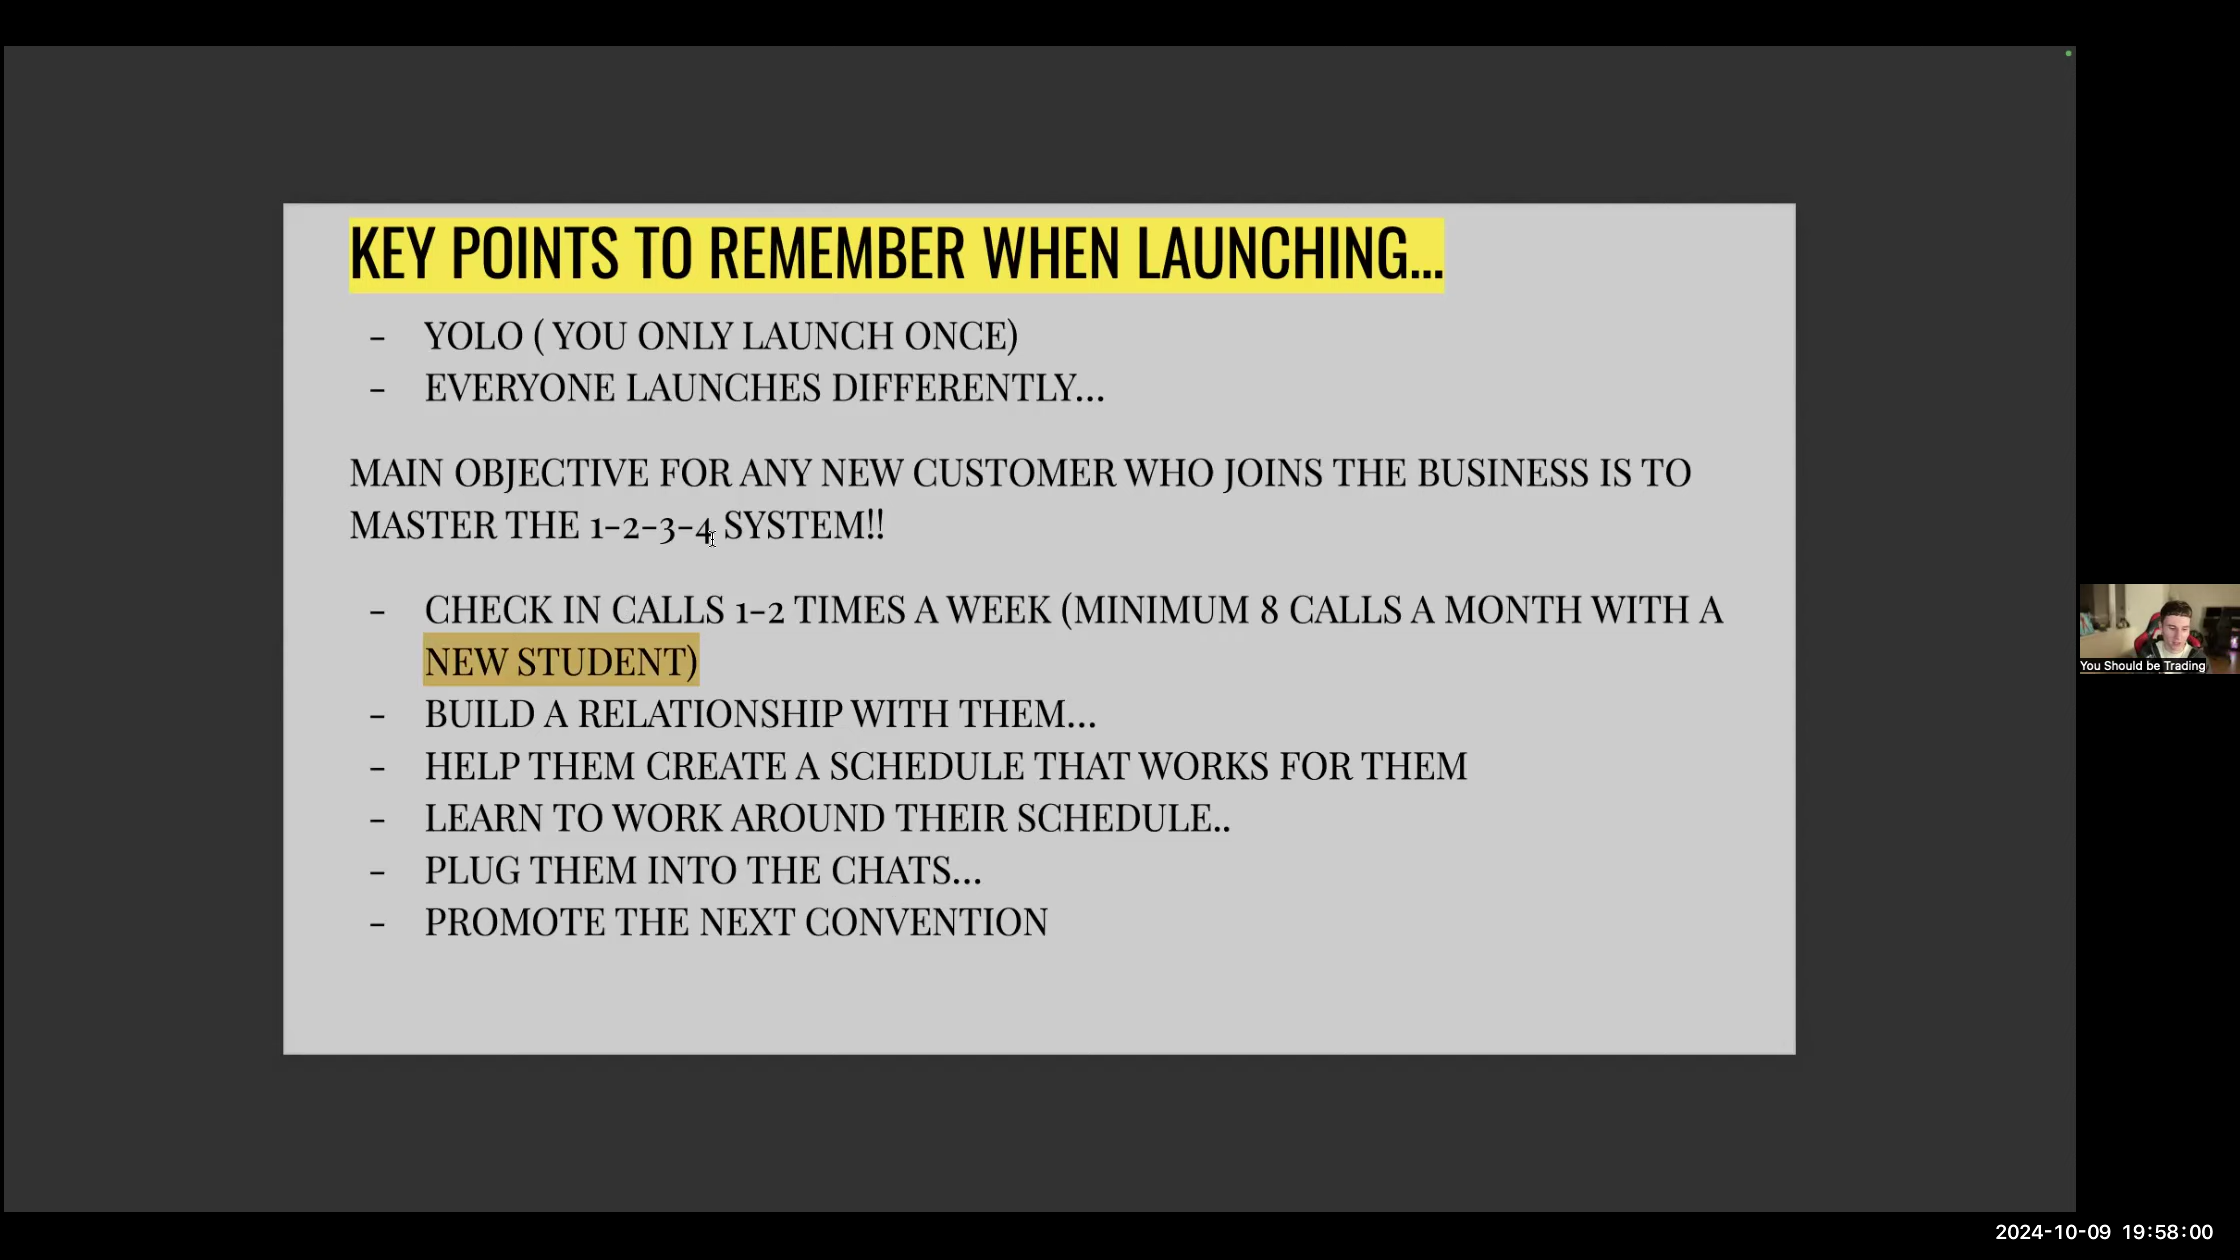 KEY POINTS TO REMEMBER WHEN LAUNCHING...
- YOLO ( YOU ONLY LAUNCH ONCE)
- EVERYONE LAUNCHES DIFFERENTLY...
MAIN OBJECTIVE FOR ANY NEW CUSTOMER WHO JOINS THE BUSINESS IS TO
MASTER THE 1-2-3-4 SYSTEM!!
- CHECK IN CALLS 1-2 TIMES A WEEK (MINIMUM 8 CALLS A MONTH WITH A
NEW STUDENT)
- BUILD A RELATIONSHIP WITH THEM...
- HELP THEM CREATE A SCHEDULE THAT WORKS FOR THEM
- LEARN TO WORK AROUND THEIR SCHEDULE..
- PLUG THEM INTO THE CHATS...
- PROMOTE THE NEXT CONVENTION
You Should be Trading
2024-10-09 19:58:00